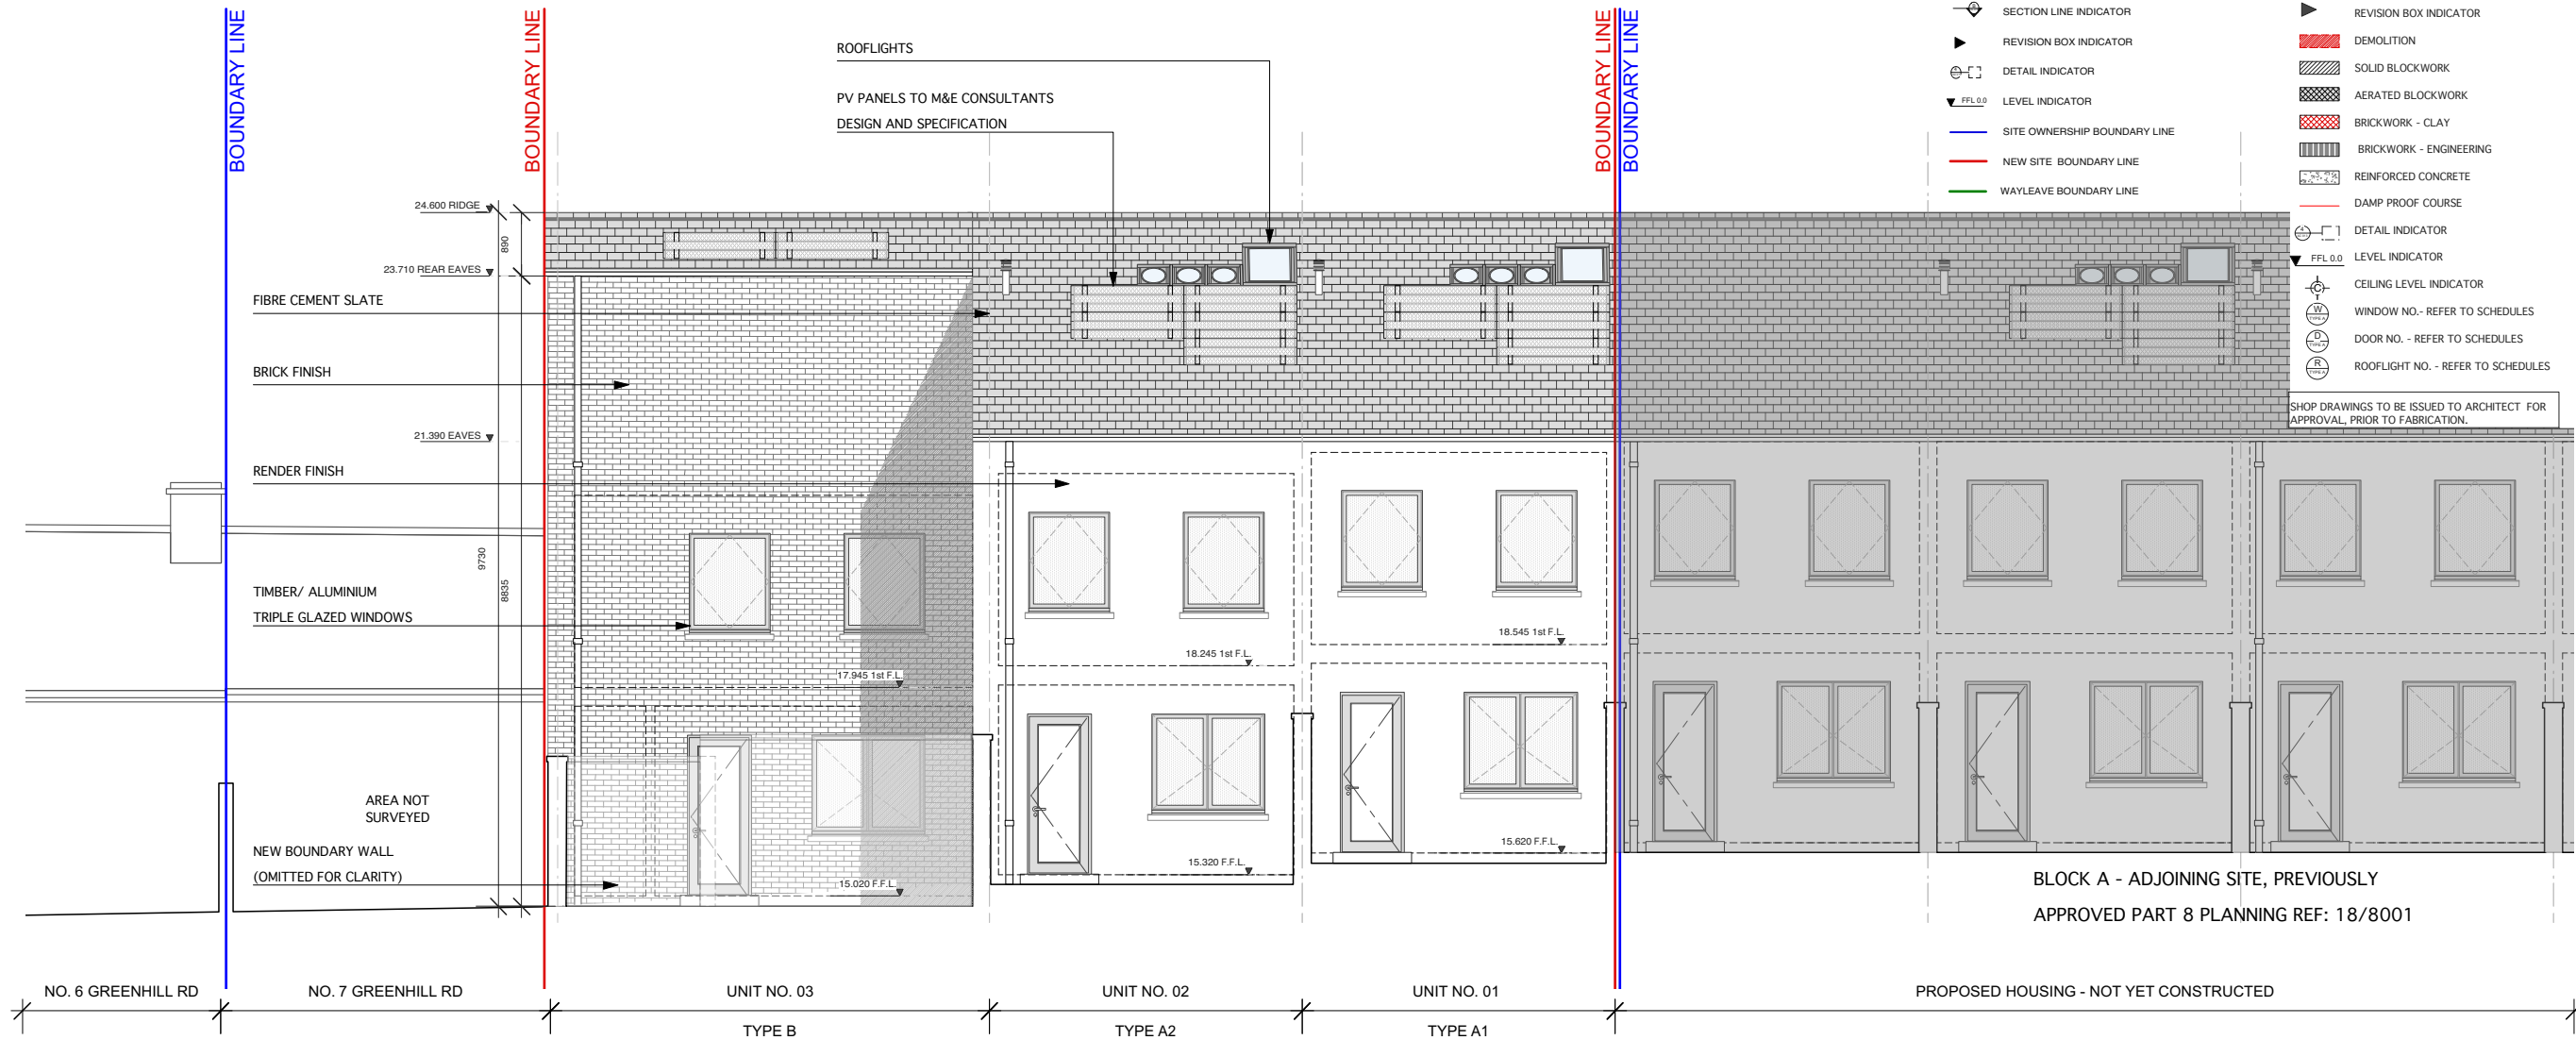 BOUNDARY LINE
BOUNDARY LINE
BOUNDARY LINE
BOUNDARY LINE
ROOFLIGHTS
PV PANELS TO M&E CONSULTANTS
DESIGN AND SPECIFICATION
SECTION LINE INDICATOR
REVISION BOX INDICATOR
DETAIL INDICATOR
FFL 0.0 LEVEL INDICATOR
SITE OWNERSHIP BOUNDARY LINE
NEW SITE BOUNDARY LINE
WAYLEAVE BOUNDARY LINE
REVISION BOX INDICATOR
DEMOLITION
SOLID BLOCKWORK
AERATED BLOCKWORK
BRICKWORK - CLAY
BRICKWORK - ENGINEERING
REINFORCED CONCRETE
DAMP PROOF COURSE
DETAIL INDICATOR
FFL 0.0 LEVEL INDICATOR
C CEILING LEVEL INDICATOR
W TYPE A WINDOW NO.- REFER TO SCHEDULES
D TYPE A DOOR NO. - REFER TO SCHEDULES
R TYPE A ROOFLIGHT NO. - REFER TO SCHEDULES
SHOP DRAWINGS TO BE ISSUED TO ARCHITECT FOR
APPROVAL, PRIOR TO FABRICATION.
24.600 RIDGE
890
23.710 REAR EAVES
FIBRE CEMENT SLATE
BRICK FINISH
21.390 EAVES
RENDER FINISH
9730
8835
TIMBER/ ALUMINIUM
TRIPLE GLAZED WINDOWS
18.545 1st F.L.
18.245 1st F.L.
17.945 1st F.L.
AREA NOT
SURVEYED
NEW BOUNDARY WALL
(OMITTED FOR CLARITY)
15.620 F.F.L.
15.320 F.F.L.
15.020 F.F.L.
BLOCK A - ADJOINING SITE, PREVIOUSLY
APPROVED PART 8 PLANNING REF: 18/8001
NO. 6 GREENHILL RD
NO. 7 GREENHILL RD
UNIT NO. 03
UNIT NO. 02
UNIT NO. 01
PROPOSED HOUSING - NOT YET CONSTRUCTED
TYPE B
TYPE A2
TYPE A1